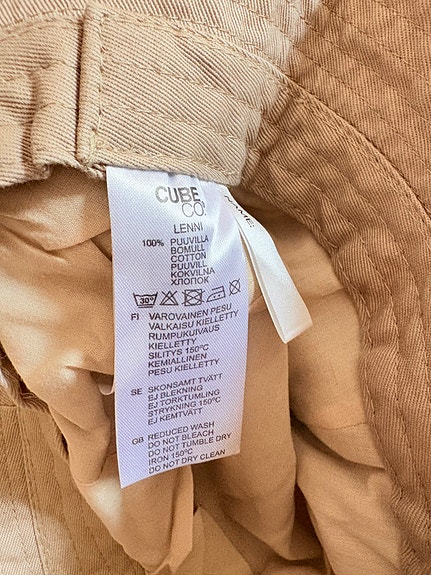 CUBE
CO.
LENNI
100% PUUVILLA
BOMULL
COTTON
PUUVILL
KOKVILNA
ХЛОПОК
30°
FI VAROVAINEN PESU
VALKAISU KIELLETTY
RUMPUKUIVAUS
KIELLETTY
SILITYS 150°C
KEMIALLINEN
PESU KIELLETTY
SE SKONSAMT TVÄTT
EJ BLEKNING
EJ TORKTUMLING
STRYKNING 150°C
EJ KEMTVÄTT
GB REDUCED WASH
DO NOT BLEACH
DO NOT TUMBLE DRY
IRON 150°C
DO NOT DRY CLEAN
NAME: